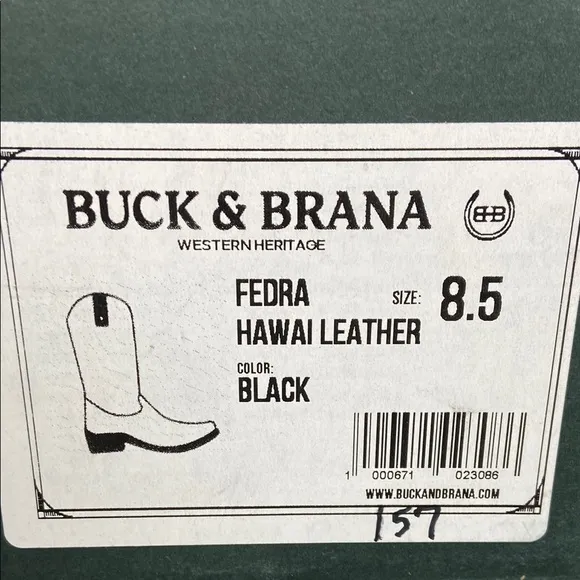 BUCK & BRANA
BB
WESTERN HERITAGE
FEDRA
SIZE: 8.5
HAWAI LEATHER
COLOR:
BLACK
1 000671 023086
WWW.BUCKANDBRANA.COM
157